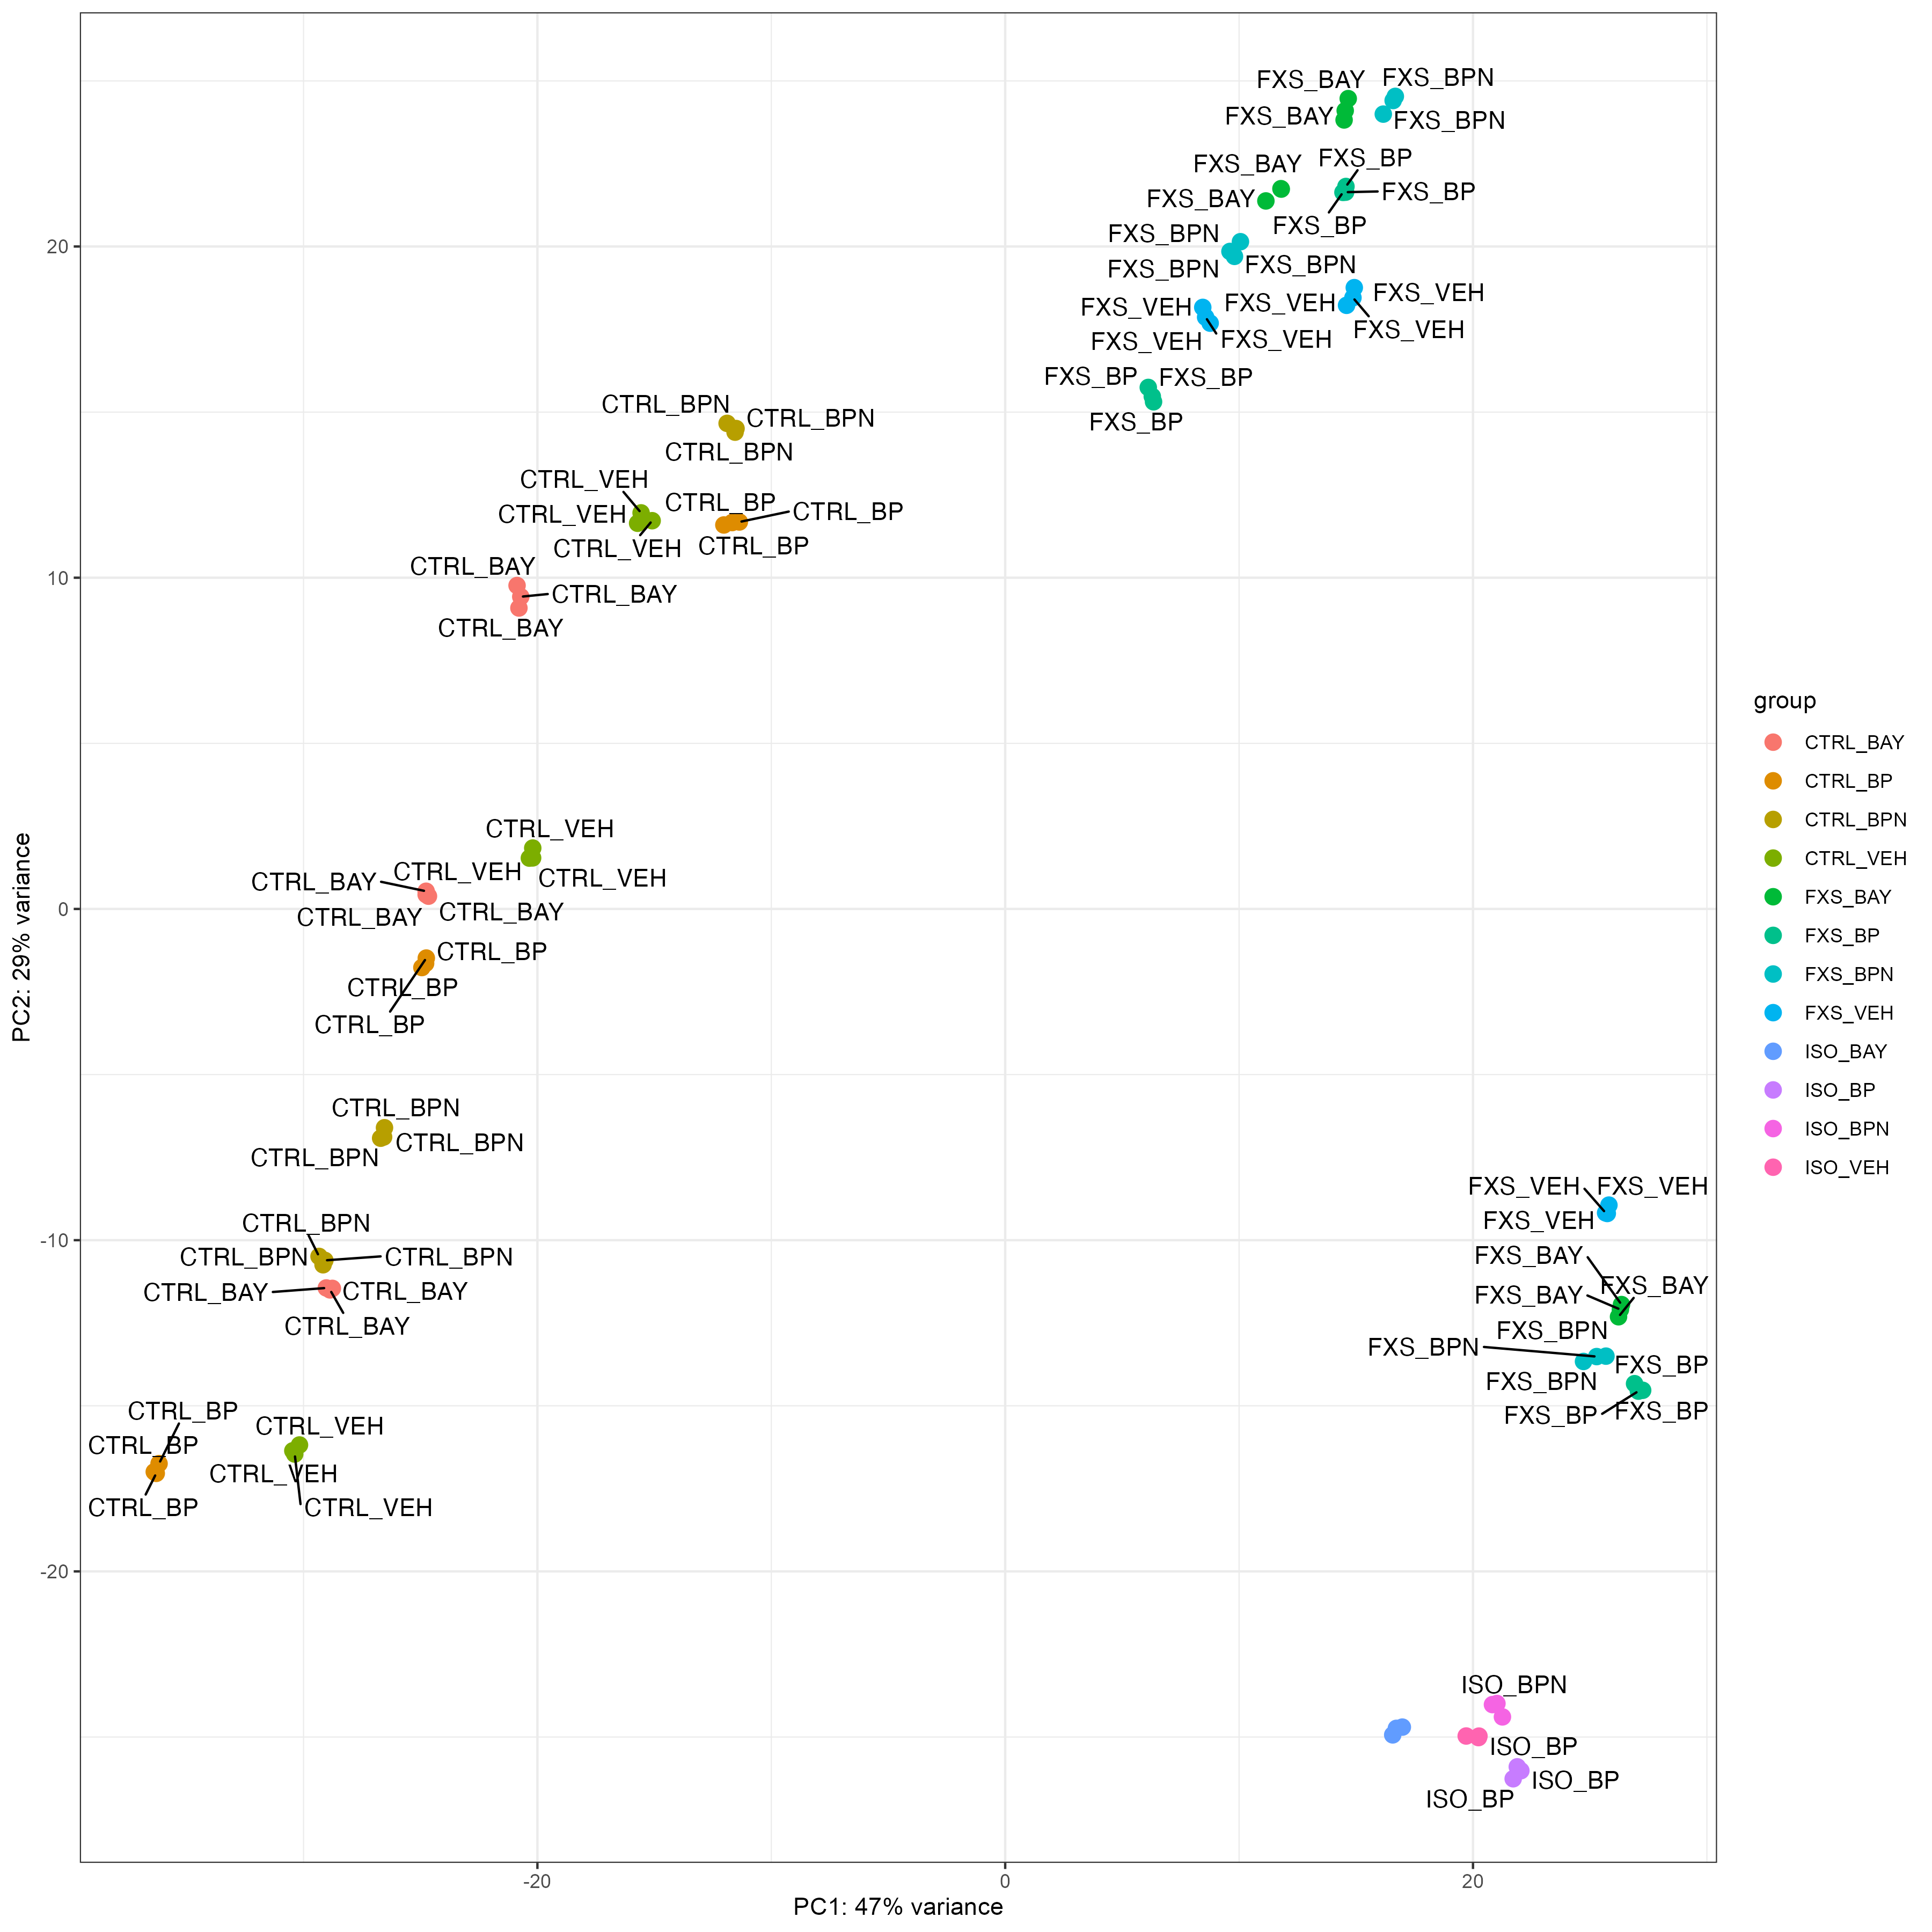 FXS_BAY FXS_BPN
FXS_BAY FXS_BPN
FXS_BAY FXS_BP
FXS_BAY FXS_BP
FXS_BP
FXS_BPN
FXS_BPN FXS_BPN
FXS_VEH FXS_VEH FXS_VEH
FXS_VEH FXS_VEH FXS_VEH
FXS_BP FXS_BP
FXS_BP
CTRL_BPN CTRL_BPN
CTRL_BPN
CTRL_VEH
CTRL_VEH CTRL_BP CTRL_BP
CTRL_VEH CTRL_BP
CTRL_BAY
CTRL_BAY
CTRL_BAY
CTRL_VEH
CTRL_BAY CTRL_VEH CTRL_VEH
CTRL_BAY CTRL_BAY
CTRL_BP
CTRL_BP
CTRL_BP
CTRL_BPN
CTRL_BPN CTRL_BPN
CTRL_BPN
CTRL_BPN CTRL_BPN
CTRL_BAY CTRL_BAY
CTRL_BAY
CTRL_BP
CTRL_BP CTRL_VEH
CTRL_VEH
CTRL_BP CTRL_VEH
FXS_VEH FXS_VEH
FXS_VEH
FXS_BAY
FXS_BAY FXS_BAY
FXS_BPN
FXS_BPN FXS_BP
FXS_BPN
FXS_BP FXS_BP
ISO_BPN
ISO_BP
ISO_BP
ISO_BP
20
10
0
-10
-20
PC2: 29% variance
-20 0 20
PC1: 47% variance
group
CTRL_BAY
CTRL_BP
CTRL_BPN
CTRL_VEH
FXS_BAY
FXS_BP
FXS_BPN
FXS_VEH
ISO_BAY
ISO_BP
ISO_BPN
ISO_VEH